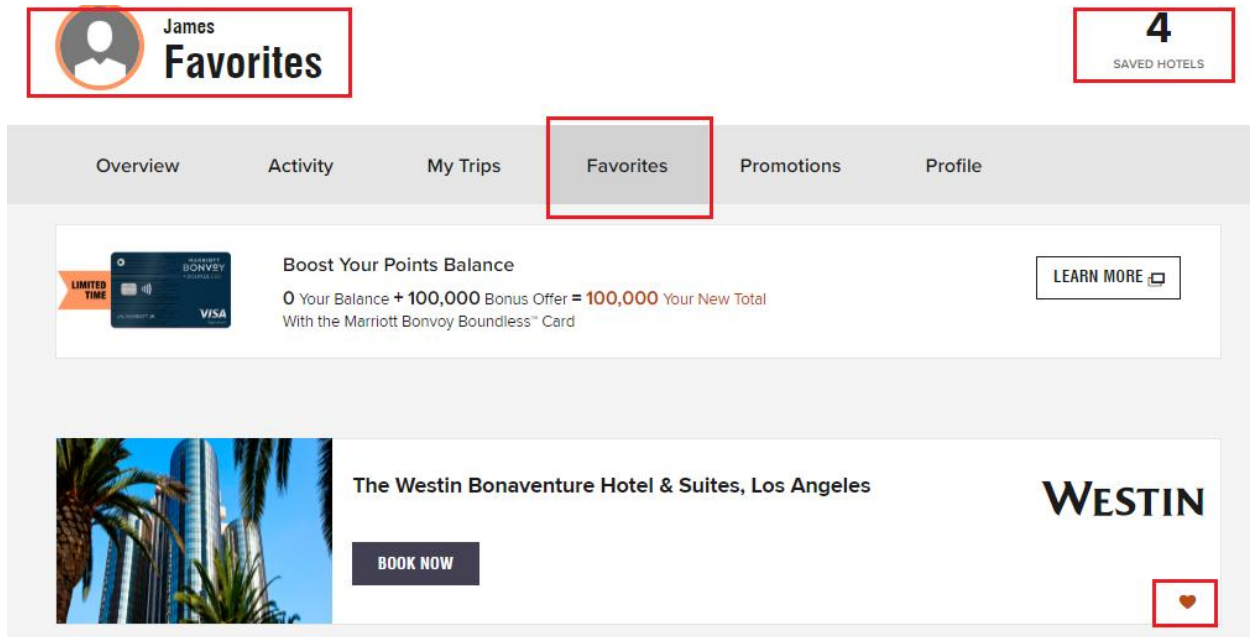 James
Favorites
4
SAVED HOTELS
Overview Activity My Trips Favorites Promotions Profile
LIMITED
TIME
MARRIOTT
BONVOY
VISA
Boost Your Points Balance
0 Your Balance + 100,000 Bonus Offer = 100,000 Your New Total
With the Marriott Bonvoy Boundless™ Card
LEARN MORE
The Westin Bonaventure Hotel & Suites, Los Angeles
WESTIN
BOOK NOW